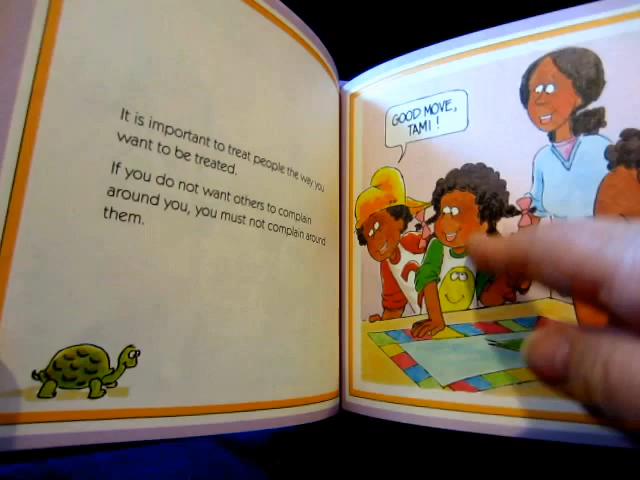 It is important to treat people the way you
want to be treated.
If you do not want others to complain
around you, you must not complain around
them.
GOOD MOVE,
TAMI!